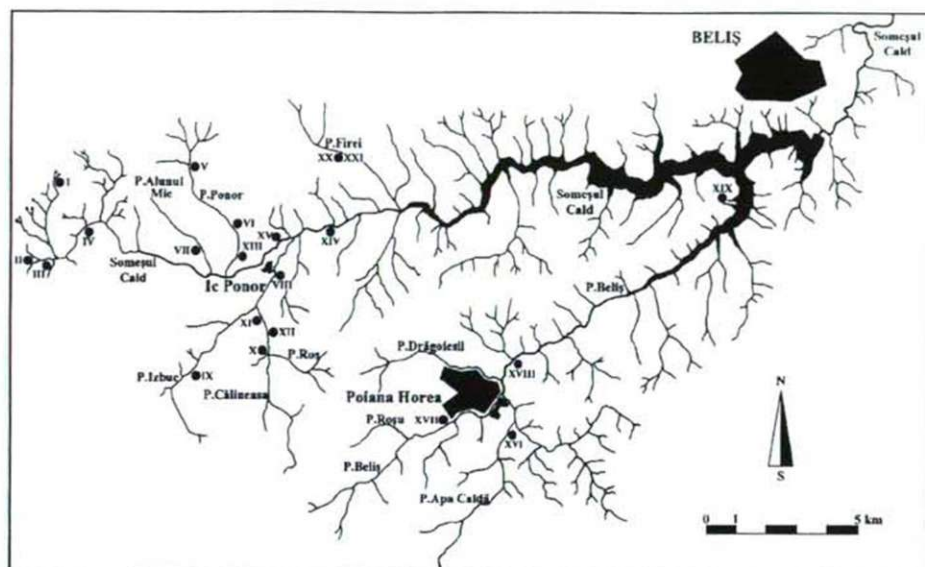 BELIŞ
Someşul
Cald
P.Firei
XX XXI
I
V
P.Alunul
Mic
P.Ponor
IV
VI
II
III
Someşul
Cald
VII
XIII
XV
XIV
Someşul
Cald
XIX
Ic Ponor
VIII
P.Beliş
XI
XII
X
P.Roş
P.Izbuc
IX
P.Călineasa
P.Drăgoiesii
XVIII
Poiana Horea
XVII
P.Roşu
XVI
P.Beliş
P.Apa Caldă
N
S
0 1 5 km